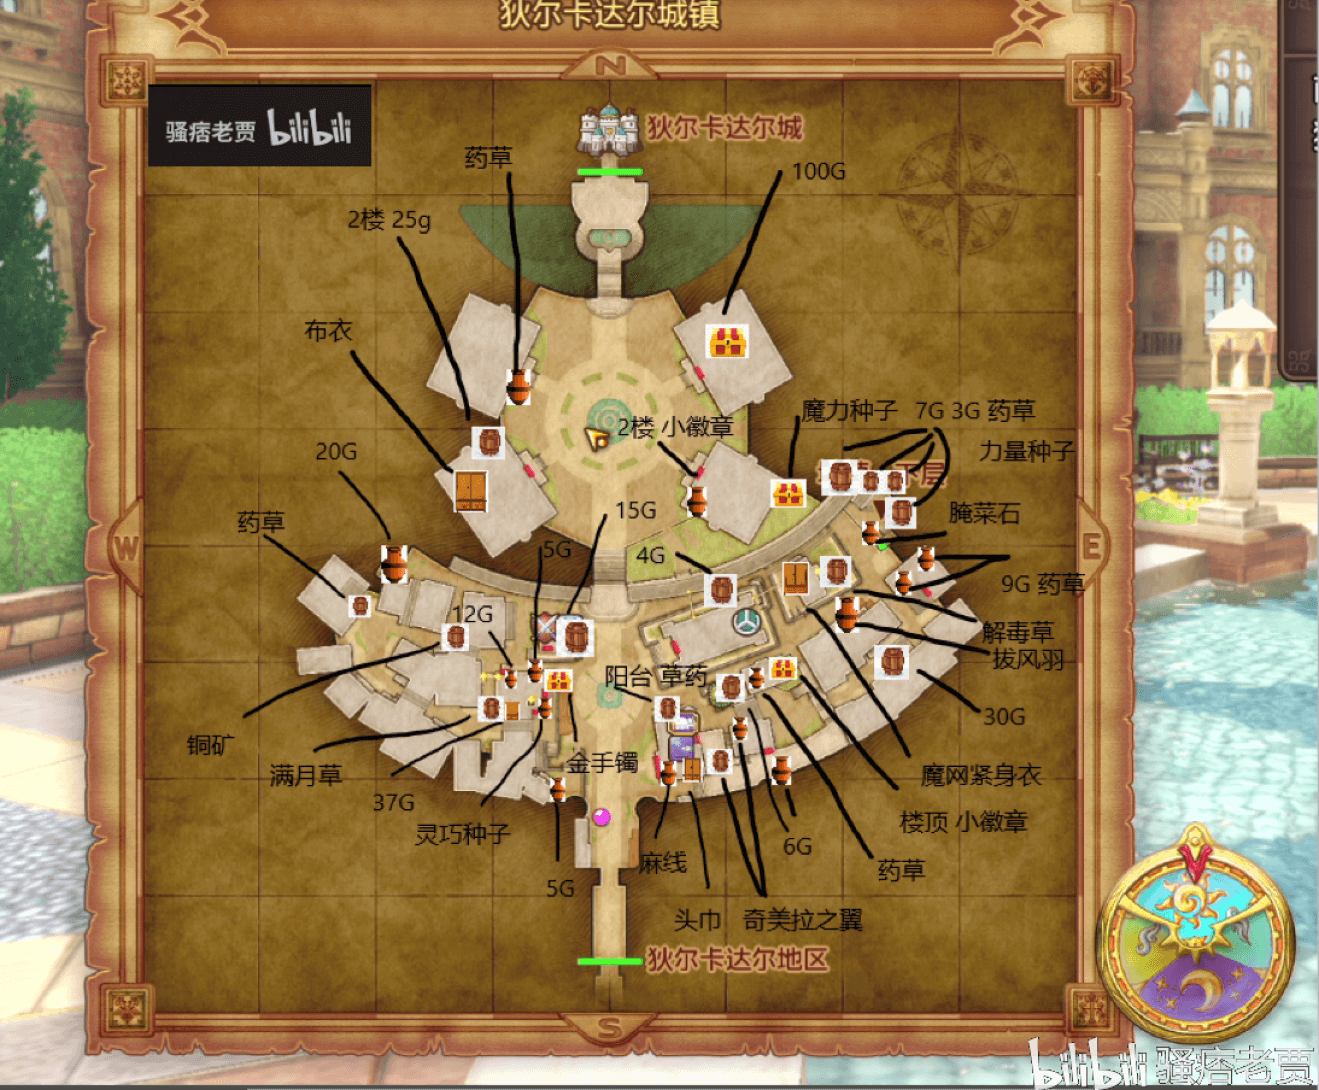 狄尔卡达尔城镇
N
骚痞老贾 bilibili
狄尔卡达尔城
药草
100G
2楼 25g
布衣
2楼 小徽章
魔力种子
7G 3G 药草
力量种子
下层
20G
15G
腌菜石
药草
5G
4G
W
E
9G 药草
12G
解毒草
拔风羽
阳台 草药
30G
铜矿
满月草
金手镯
魔网紧身衣
37G
灵巧种子
楼顶 小徽章
6G
麻线
药草
5G
头巾
奇美拉之翼
狄尔卡达尔地区
S
bilibili 骚痞老贾